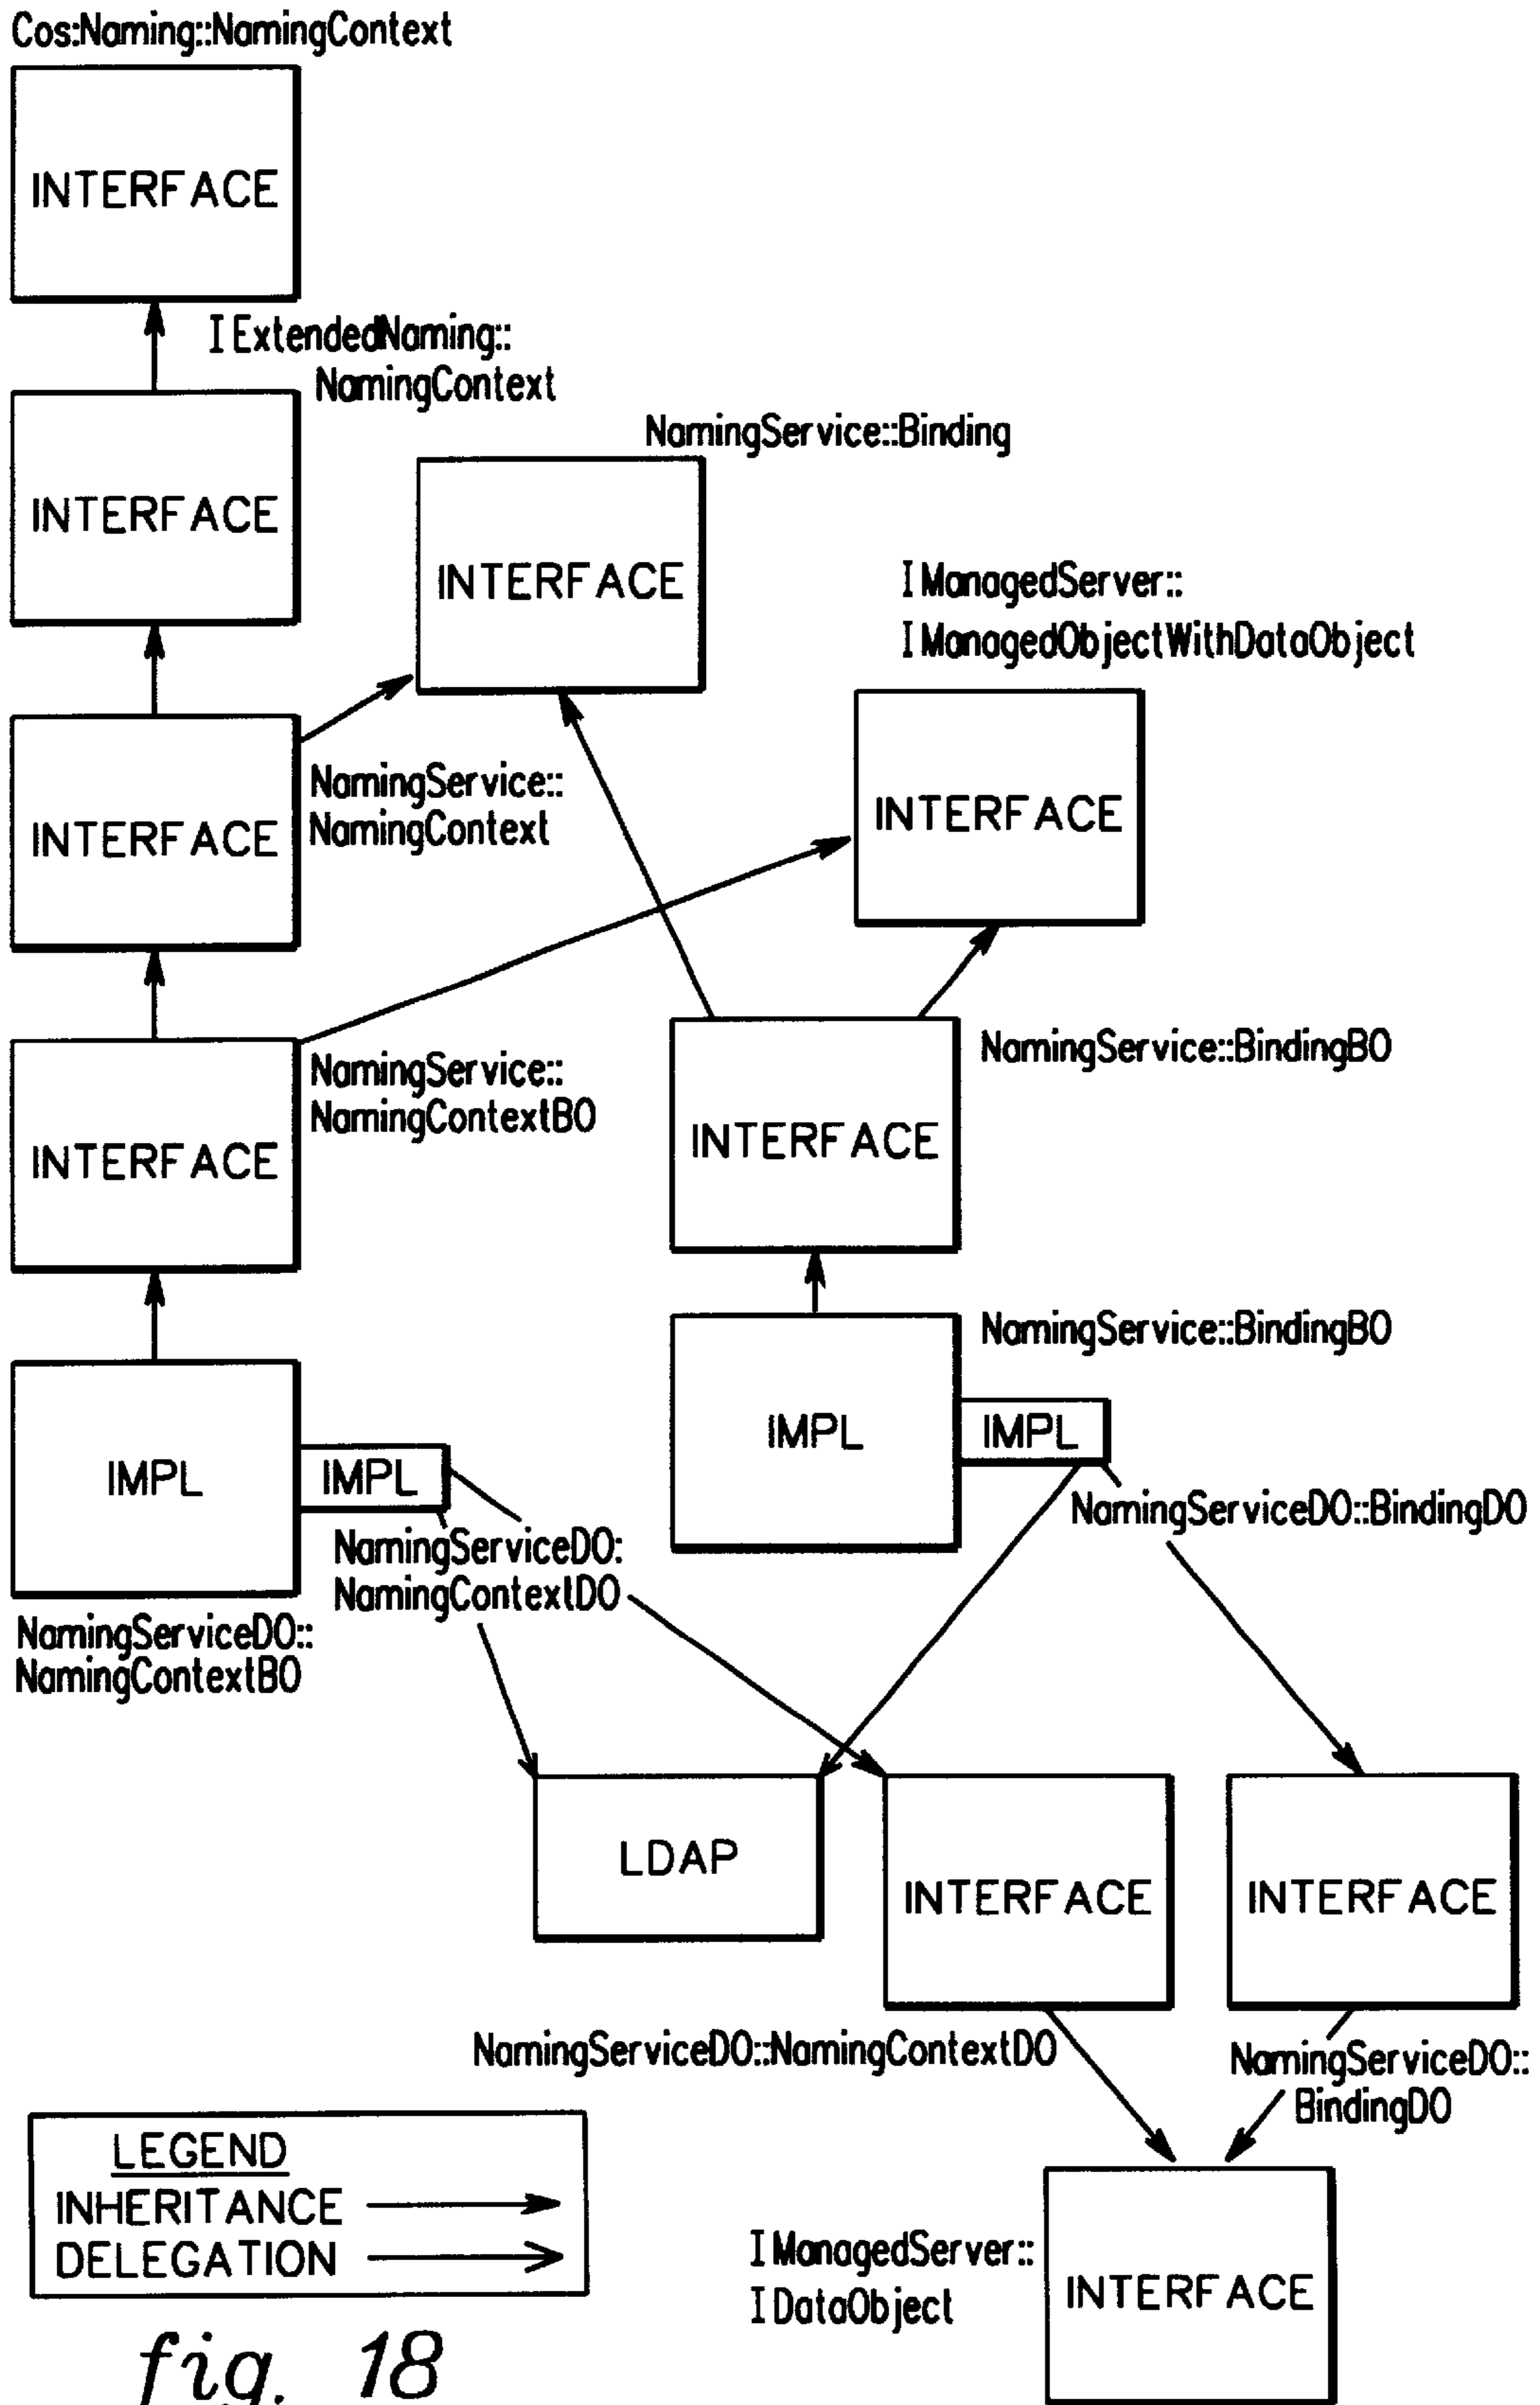 Cos:Naming::NamingContext
INTERFACE
I ExtendedNaming::
NamingContext
INTERFACE
NamingService::Binding
INTERFACE
I ManagedServer::
I ManagedObjectWithDataObject
INTERFACE
NamingService::
NamingContext
INTERFACE
NamingService::
NamingContextBO
INTERFACE
NamingService::BindingBO
INTERFACE
NamingService::BindingBO
IMPL
IMPL
NamingServiceDO::BindingDO
IMPL
IMPL
NamingServiceDO:
NamingContextDO
NamingServiceDO::
NamingContextBO
LDAP
INTERFACE
INTERFACE
NamingServiceDO::NamingContextDO
NamingServiceDO::
BindingDO
LEGEND
INHERITANCE
DELEGATION
I ManagedServer::
I DataObject
INTERFACE
fig. 18